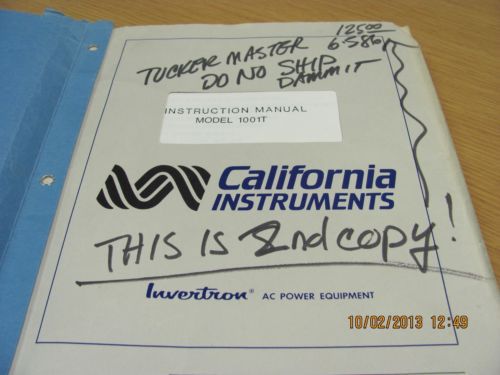 12500
TUCKER MASTER 6586
DO NO SHIP
DAMMIT
INSTRUCTION MANUAL
MODEL 1001T
California
INSTRUMENTS
THIS IS 2nd copy!
Invertron® AC POWER EQUIPMENT
10/02/2013 12:49